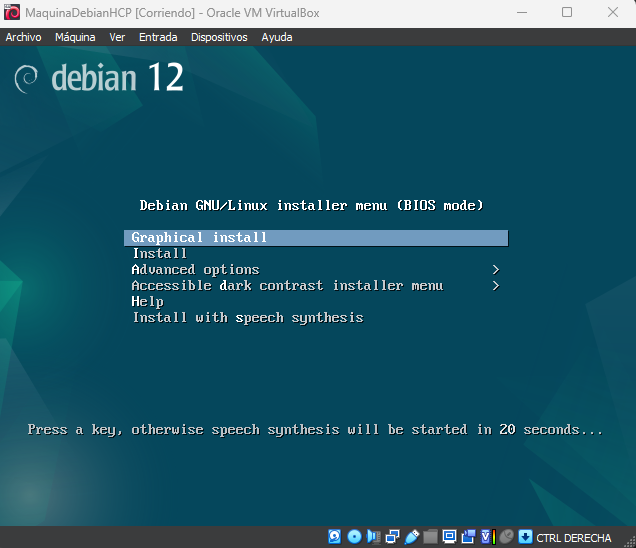 MaquinaDebianHCP [Corriendo] - Oracle VM VirtualBox
Archivo Máquina Ver Entrada Dispositivos Ayuda
debian 12
Debian GNU/Linux installer menu (BIOS mode)
Graphical install
Install
Advanced options >
Accessible dark contrast installer menu >
Help
Install with speech synthesis
Press a key, otherwise speech synthesis will be started in 20 seconds...
CTRL DERECHA